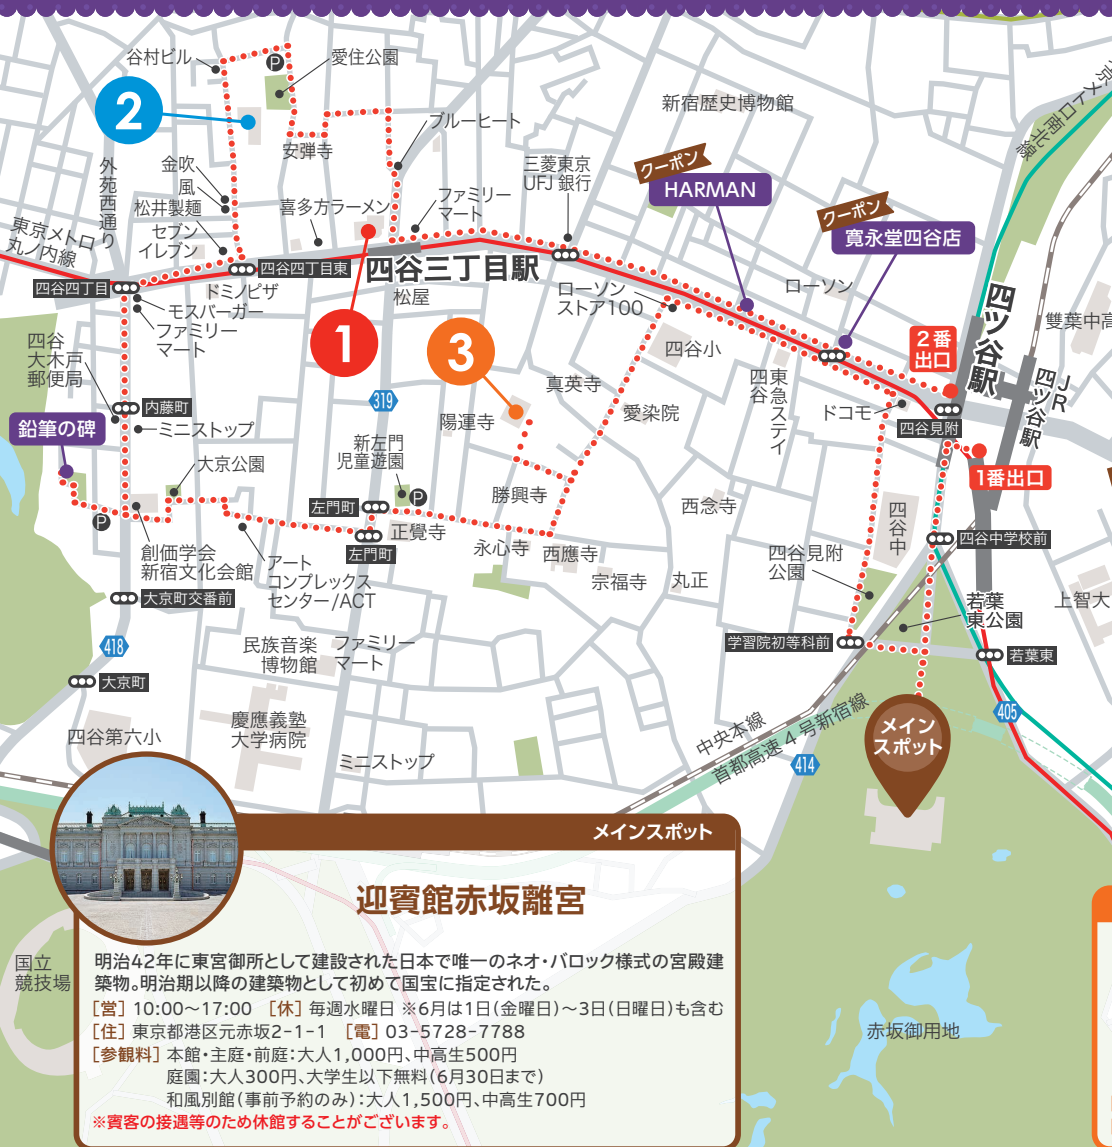 谷村ビル
P
愛住公園
2
ブルーヒート
安弾寺
新宿歴史博物館
クーポン
HARMAN
クーポン
寛永堂四谷店
三菱東京
UFJ 銀行
外苑西通り
金吹
風
松井製麺
セブン
イレブン
喜多方ラーメン
ファミリー
マート
東京メトロ
丸ノ内線
四谷四丁目東
四谷三丁目駅
四谷四丁目
ドミノピザ
モスバーガー
ファミリー
マート
松屋
ローソン
ストア100
ローソン
四ツ谷駅
2番
出口
雙葉中高
JR
四ツ谷駅
四谷
大木戸
郵便局
1
3
四谷小
真英寺
東急ステイ
四谷
ドコモ
四谷見附
319
内藤町
ミニストップ
鉛筆の碑
陽運寺
愛染院
新左門
児童遊園
大京公園
1番出口
P
左門町
P
勝興寺
西念寺
四谷中
正覺寺
左門町
永心寺
西應寺
四谷中学校前
創価学会
新宿文化会館
アート
コンプレックス
センター/ACT
宗福寺
丸正
四谷見附
公園
大京町交番前
若葉
東公園
上智大
418
民族音楽
博物館
ファミリー
マート
学習院初等科前
若葉東
大京町
405
四谷第六小
慶應義塾
大学病院
ミニストップ
中央本線
首都高速4号新宿線
414
メイン
スポット
メインスポット
迎賓館赤坂離宮
明治42年に東宮御所として建設された日本で唯一のネオ・バロック様式の宮殿建
築物。明治期以降の建築物として初めて国宝に指定された。
[営] 10:00〜17:00 [休] 毎週水曜日 ※6月は1日(金曜日)〜3日(日曜日)も含む
[住] 東京都港区元赤坂2-1-1 [電] 03-5728-7788
[参観料] 本館・主庭・前庭:大人1,000円、中高生500円
庭園:大人300円、大学生以下無料(6月30日まで)
和風別館(事前予約のみ):大人1,500円、中高生700円
※賓客の接遇等のため休館することがございます。
国立
競技場
赤坂御用地